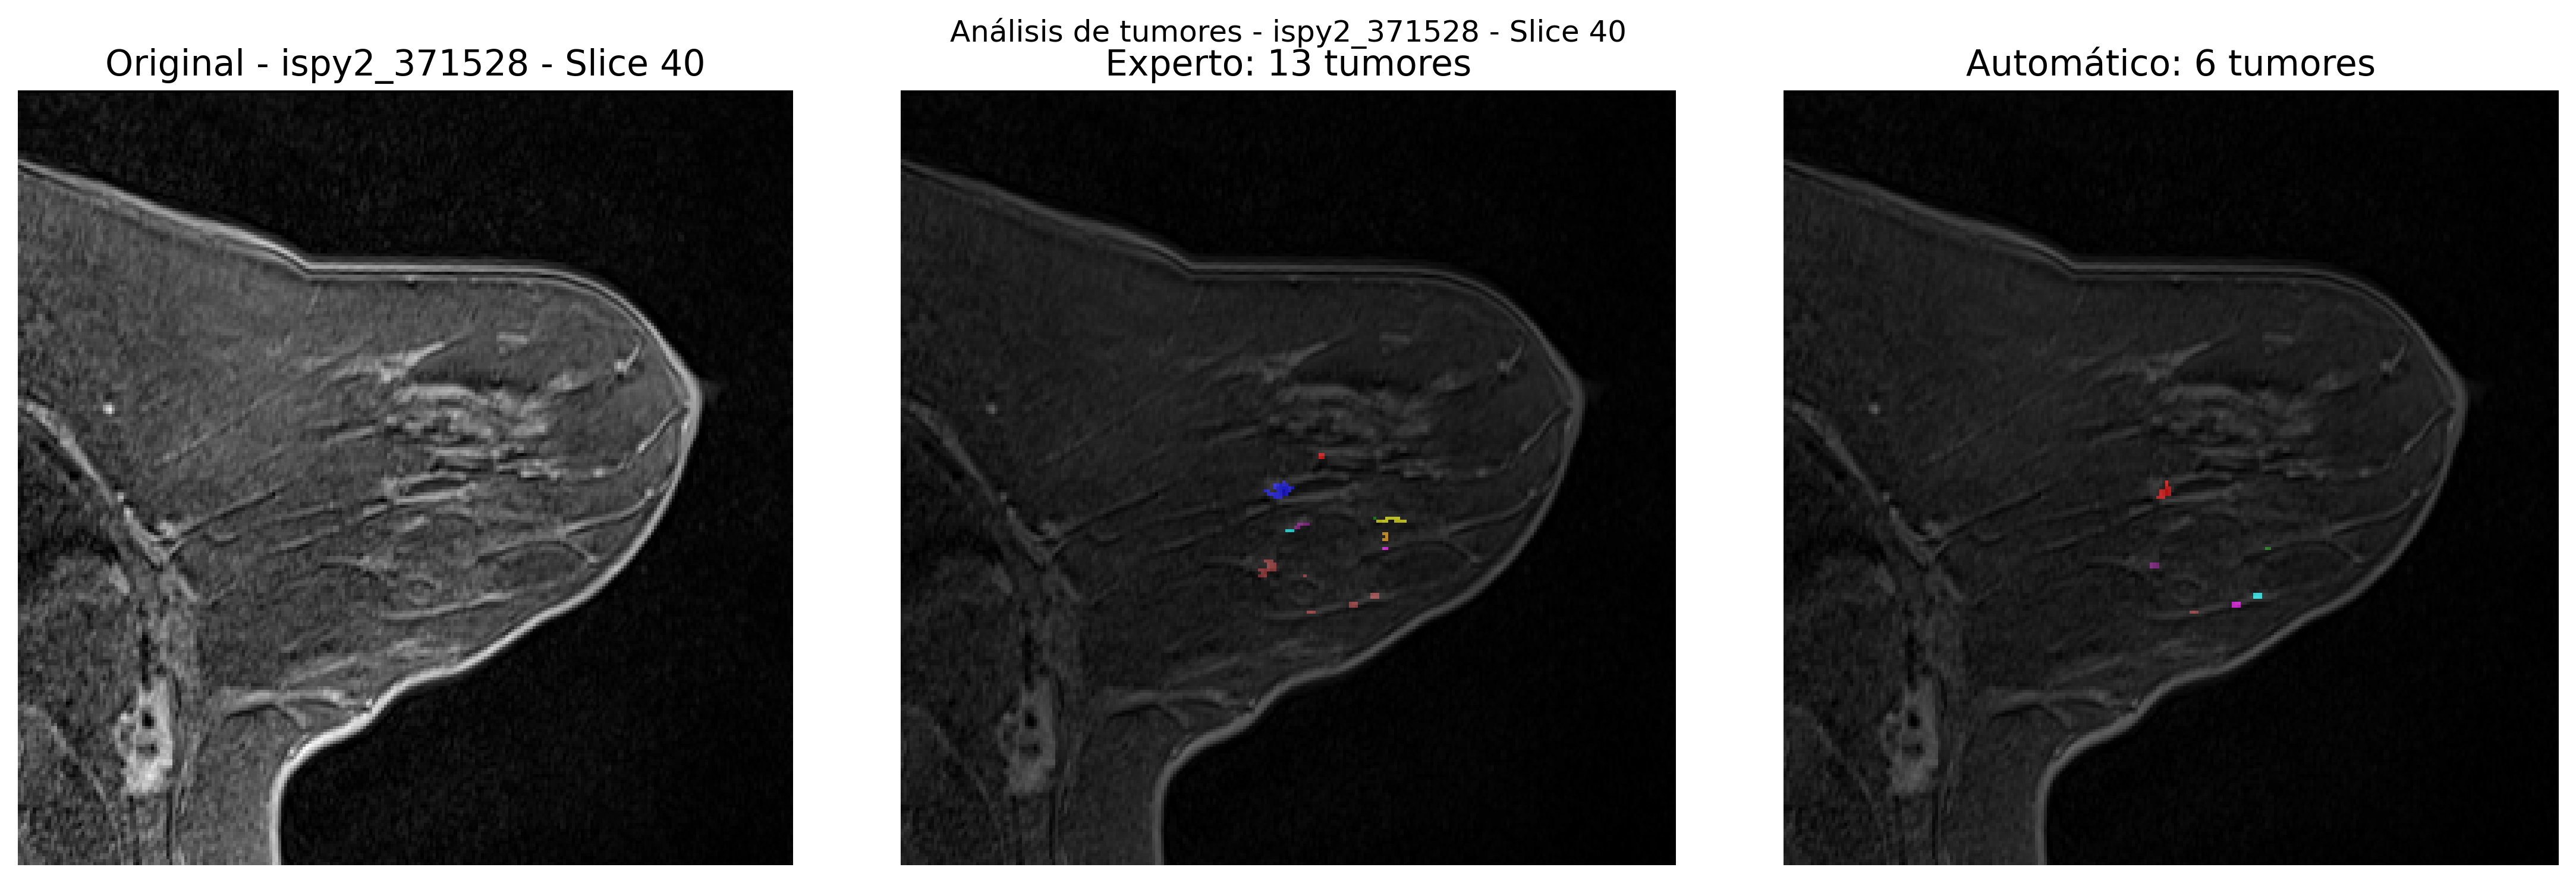 Análisis de tumores - ispy2_371528 - Slice 40
Original - ispy2_371528 - Slice 40
Experto: 13 tumores
Automático: 6 tumores